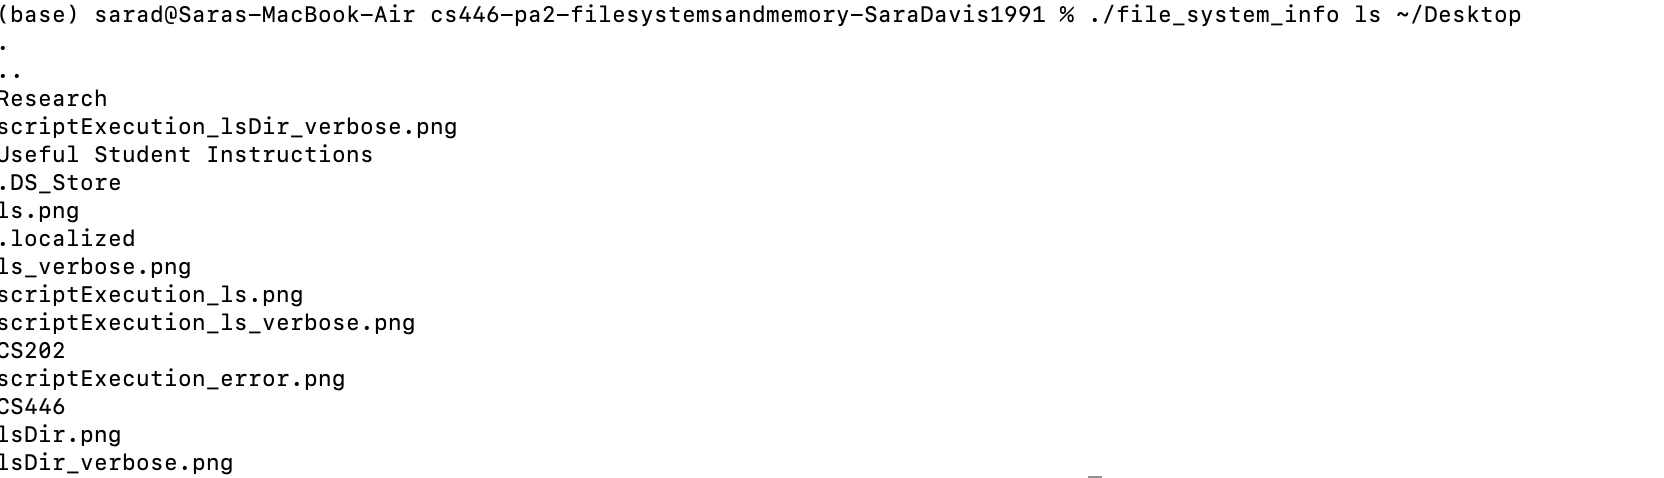 (base) sarad@Saras-MacBook-Air cs446-pa2-filesystemsandmemory-SaraDavis1991 % ./file_system_info ls ~/Desktop
.
..
Research
scriptExecution_lsDir_verbose.png
Useful Student Instructions
.DS_Store
ls.png
.localized
ls_verbose.png
scriptExecution_ls.png
scriptExecution_ls_verbose.png
CS202
scriptExecution_error.png
CS446
lsDir.png
lsDir_verbose.png